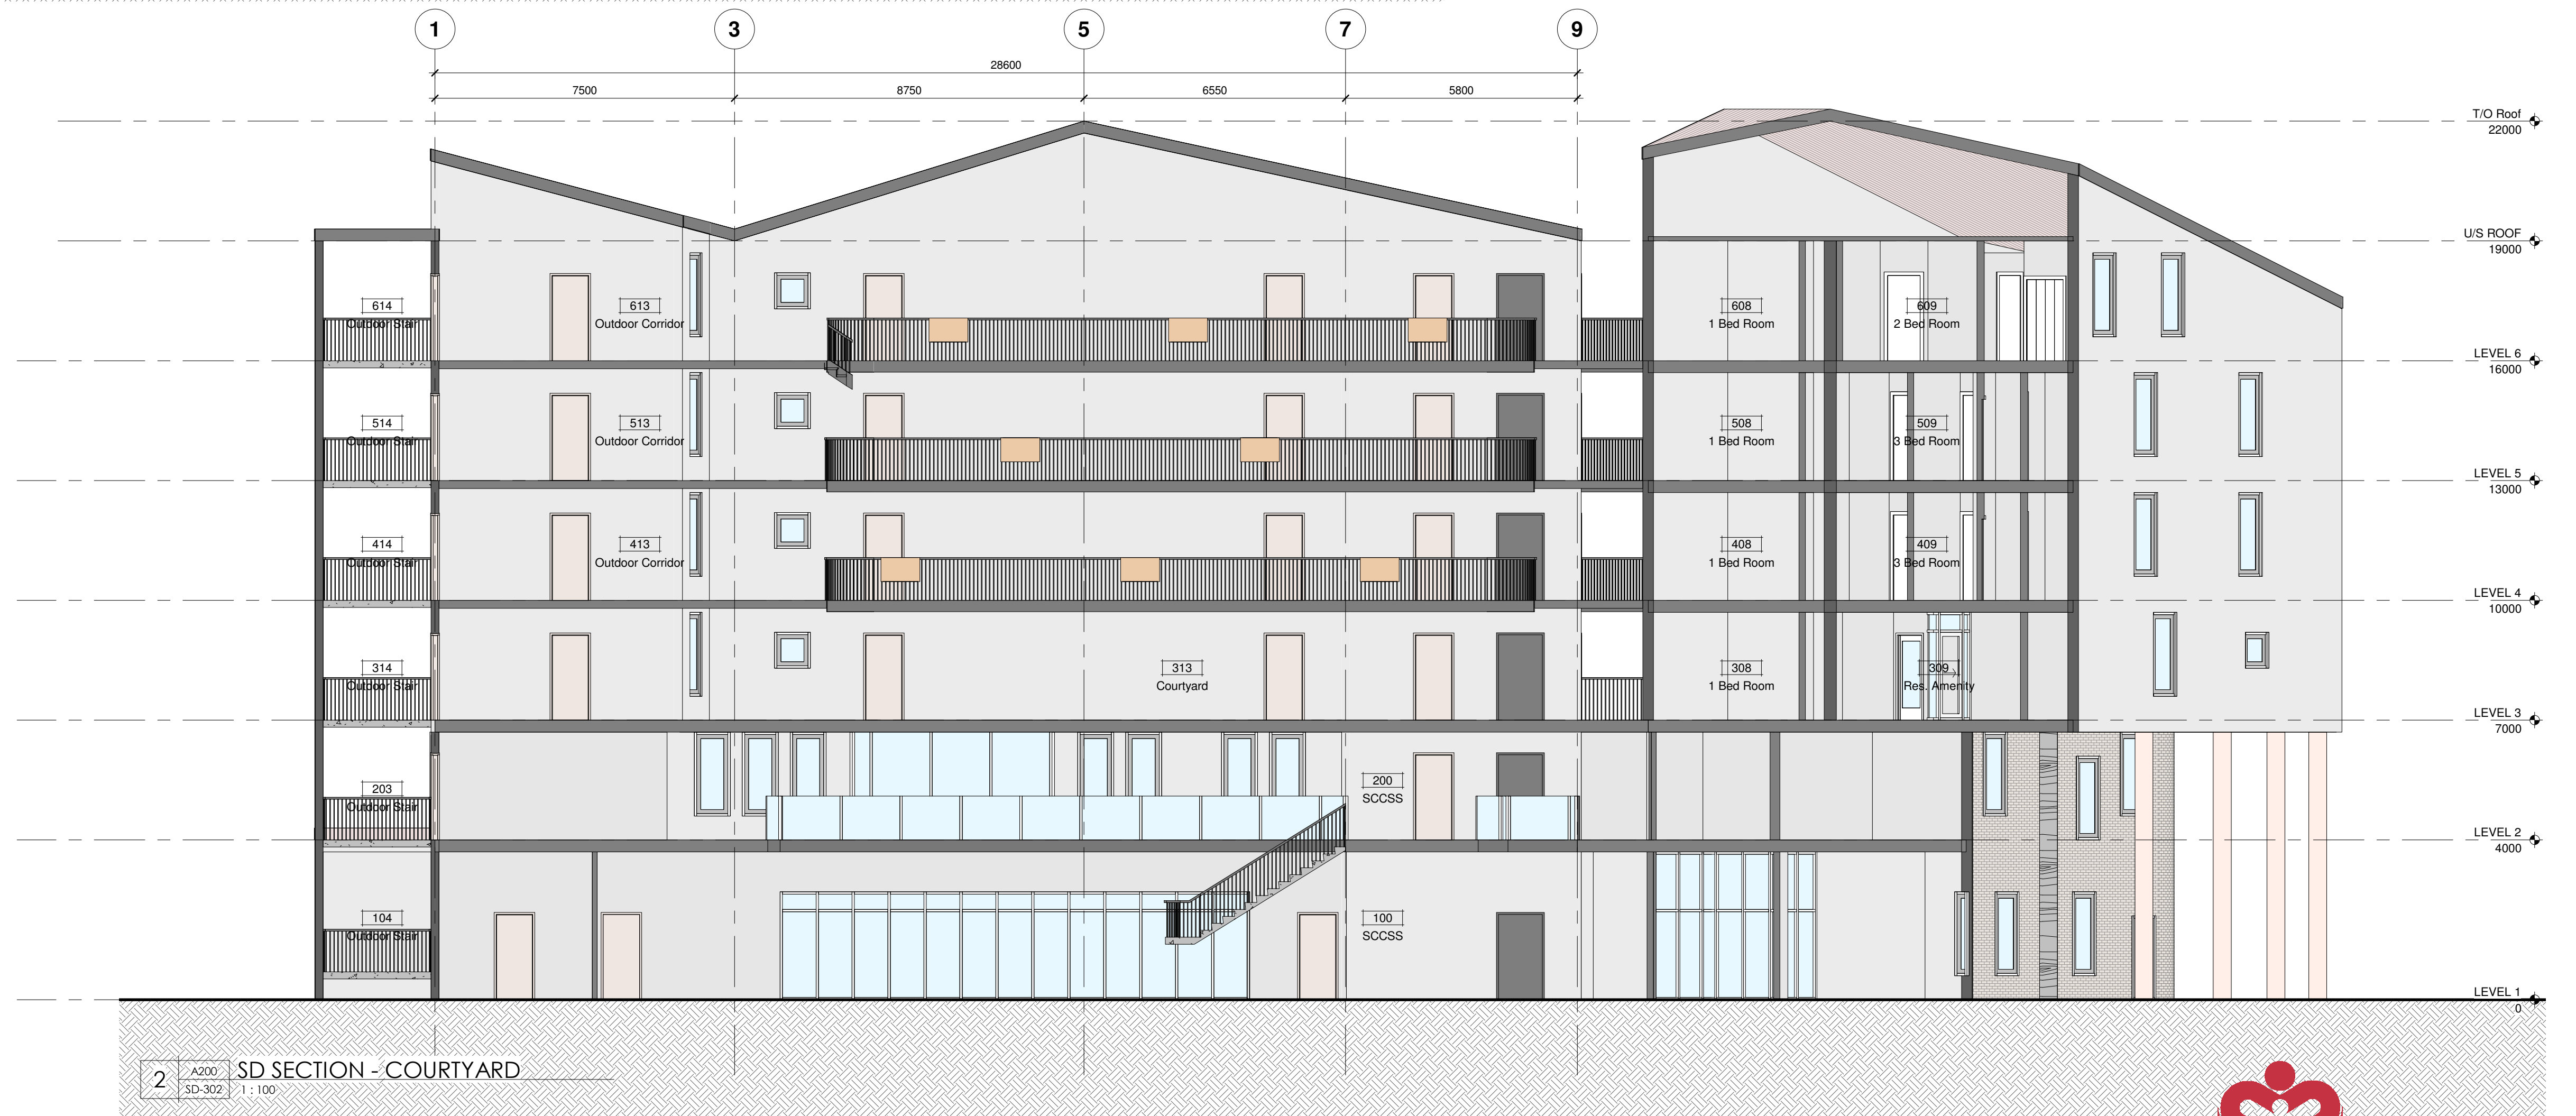 1
3
5
7
9
28600
7500
8750
6550
5800
T/O Roof
22000
U/S ROOF
19000
614
Outdoor Stair
613
Outdoor Corridor
608
1 Bed Room
609
2 Bed Room
LEVEL 6
16000
514
Outdoor Stair
513
Outdoor Corridor
508
1 Bed Room
509
3 Bed Room
LEVEL 5
13000
414
Outdoor Stair
413
Outdoor Corridor
408
1 Bed Room
409
3 Bed Room
LEVEL 4
10000
314
Outdoor Stair
313
Courtyard
308
1 Bed Room
309
Res. Amenity
LEVEL 3
7000
203
Outdoor Stair
200
SCCSS
LEVEL 2
4000
104
Outdoor Stair
100
SCCSS
LEVEL 1
0
2
A200
SD-302
SD SECTION - COURTYARD
1 : 100